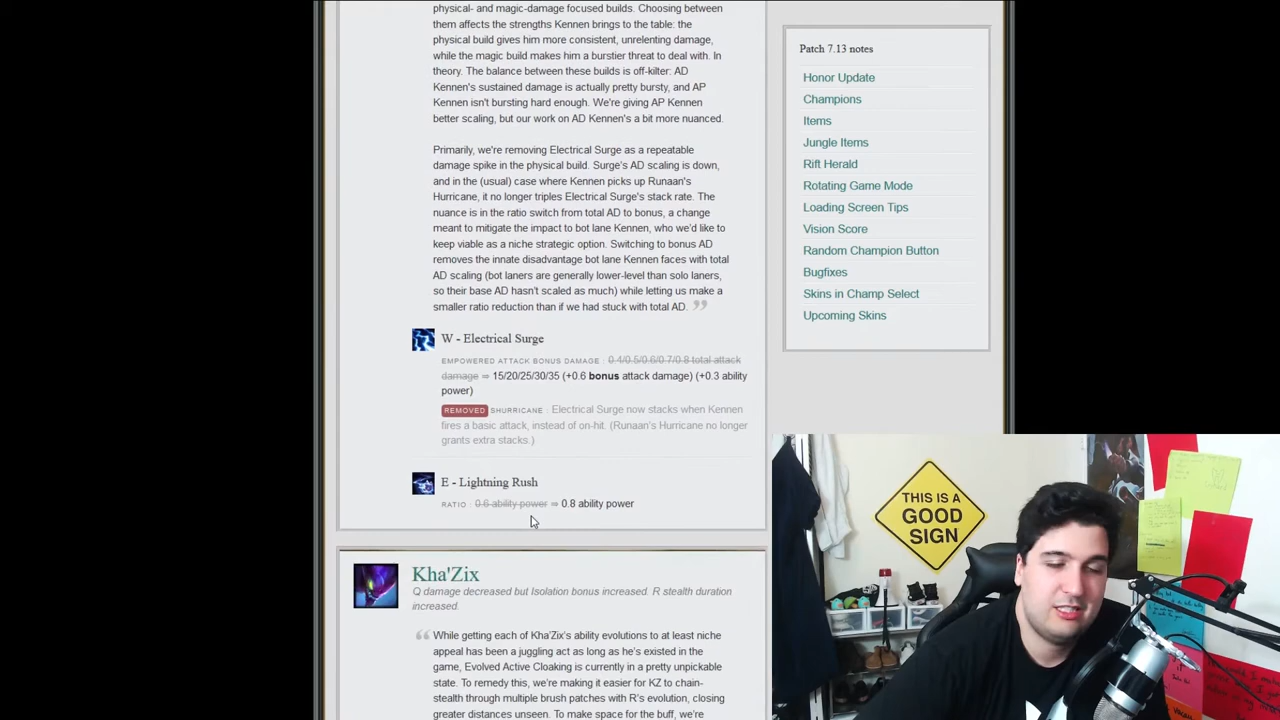 physical- and magic-damage focused builds. Choosing between
them affects the strengths Kennen brings to the table: the
physical build gives him more consistent, unrelenting damage,
while the magic build makes him a burstier threat to deal with. In
theory. The balance between these builds is off-kilter: AD
Kennen's sustained damage is actually pretty bursty, and AP
Kennen isn't bursting hard enough. We're giving AP Kennen
better scaling, but our work on AD Kennen's a bit more nuanced.
Primarily, we're removing Electrical Surge as a repeatable
damage spike in the physical build. Surge's AD scaling is down,
and in the (usual) case where Kennen picks up Runaan's
Hurricane, it no longer triples Electrical Surge's stack rate. The
nuance is in the ratio switch from total AD to bonus, a change
meant to mitigate the impact to bot lane Kennen, who we'd like to
keep viable as a niche strategic option. Switching to bonus AD
removes the innate disadvantage bot lane Kennen faces with total
AD scaling (bot laners are generally lower-level than solo laners,
so their base AD hasn't scaled as much) while letting us make a
smaller ratio reduction than if we had stuck with total AD.
W - Electrical Surge
EMPOWERED ATTACK BONUS DAMAGE : 0.4/0.5/0.6/0.7/0.8 total attack
damage ⇒ 15/20/25/30/35 (+0.6 bonus attack damage) (+0.3 ability
power)
REMOVED SHURRICANE : Electrical Surge now stacks when Kennen
fires a basic attack, instead of on-hit. (Runaan's Hurricane no longer
grants extra stacks.)
E - Lightning Rush
RATIO : 0.6 ability power ⇒ 0.8 ability power
Kha'Zix
Q damage decreased but Isolation bonus increased. R stealth duration
increased.
While getting each of Kha'Zix's ability evolutions to at least niche
appeal has been a juggling act as long as he's existed in the
game, Evolved Active Cloaking is currently in a pretty unpickable
state. To remedy this, we're making it easier for KZ to chain-
stealth through multiple brush patches with R's evolution, closing
greater distances unseen. To make space for the buff, we're
Patch 7.13 notes
Honor Update
Champions
Items
Jungle Items
Rift Herald
Rotating Game Mode
Loading Screen Tips
Vision Score
Random Champion Button
Bugfixes
Skins in Champ Select
Upcoming Skins
THIS IS A
GOOD
SIGN